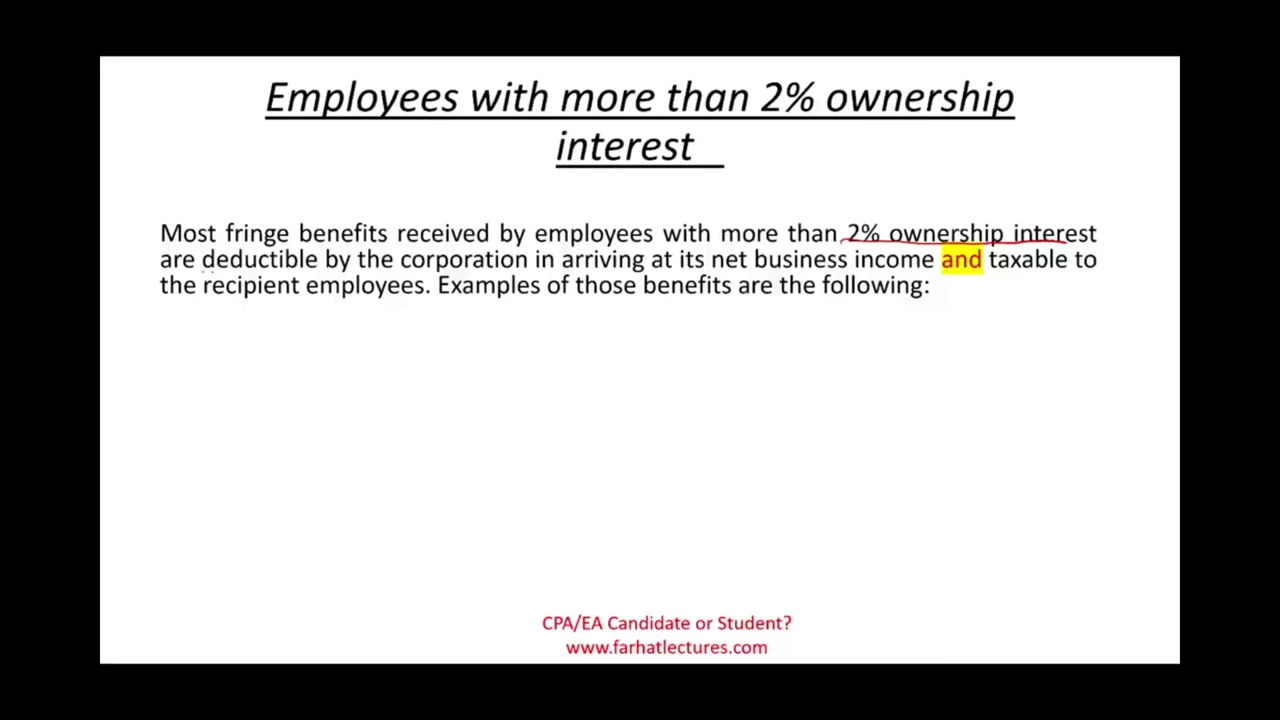 Employees with more than 2% ownership
interest
Most fringe benefits received by employees with more than 2% ownership interest
are deductible by the corporation in arriving at its net business income and taxable to
the recipient employees. Examples of those benefits are the following:
CPA/EA Candidate or Student?
www.farhatlectures.com